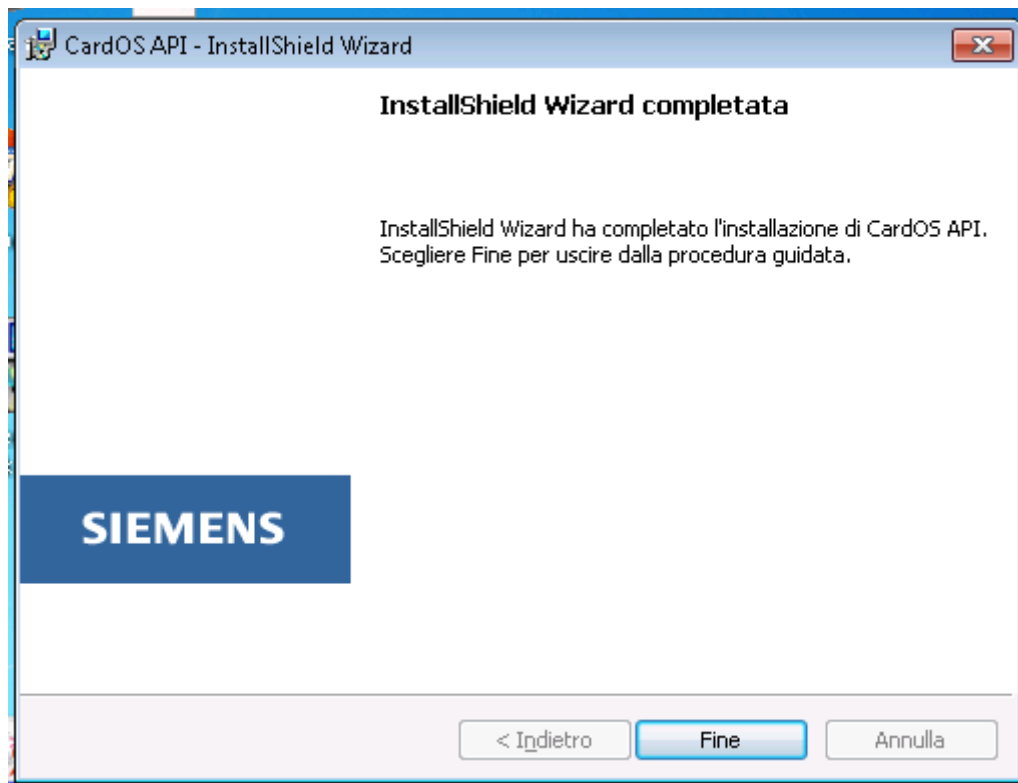 CardOS API - InstallShield Wizard
InstallShield Wizard completata
InstallShield Wizard ha completato l'installazione di CardOS API.
Scegliere Fine per uscire dalla procedura guidata.
SIEMENS
< Indietro
Fine
Annulla